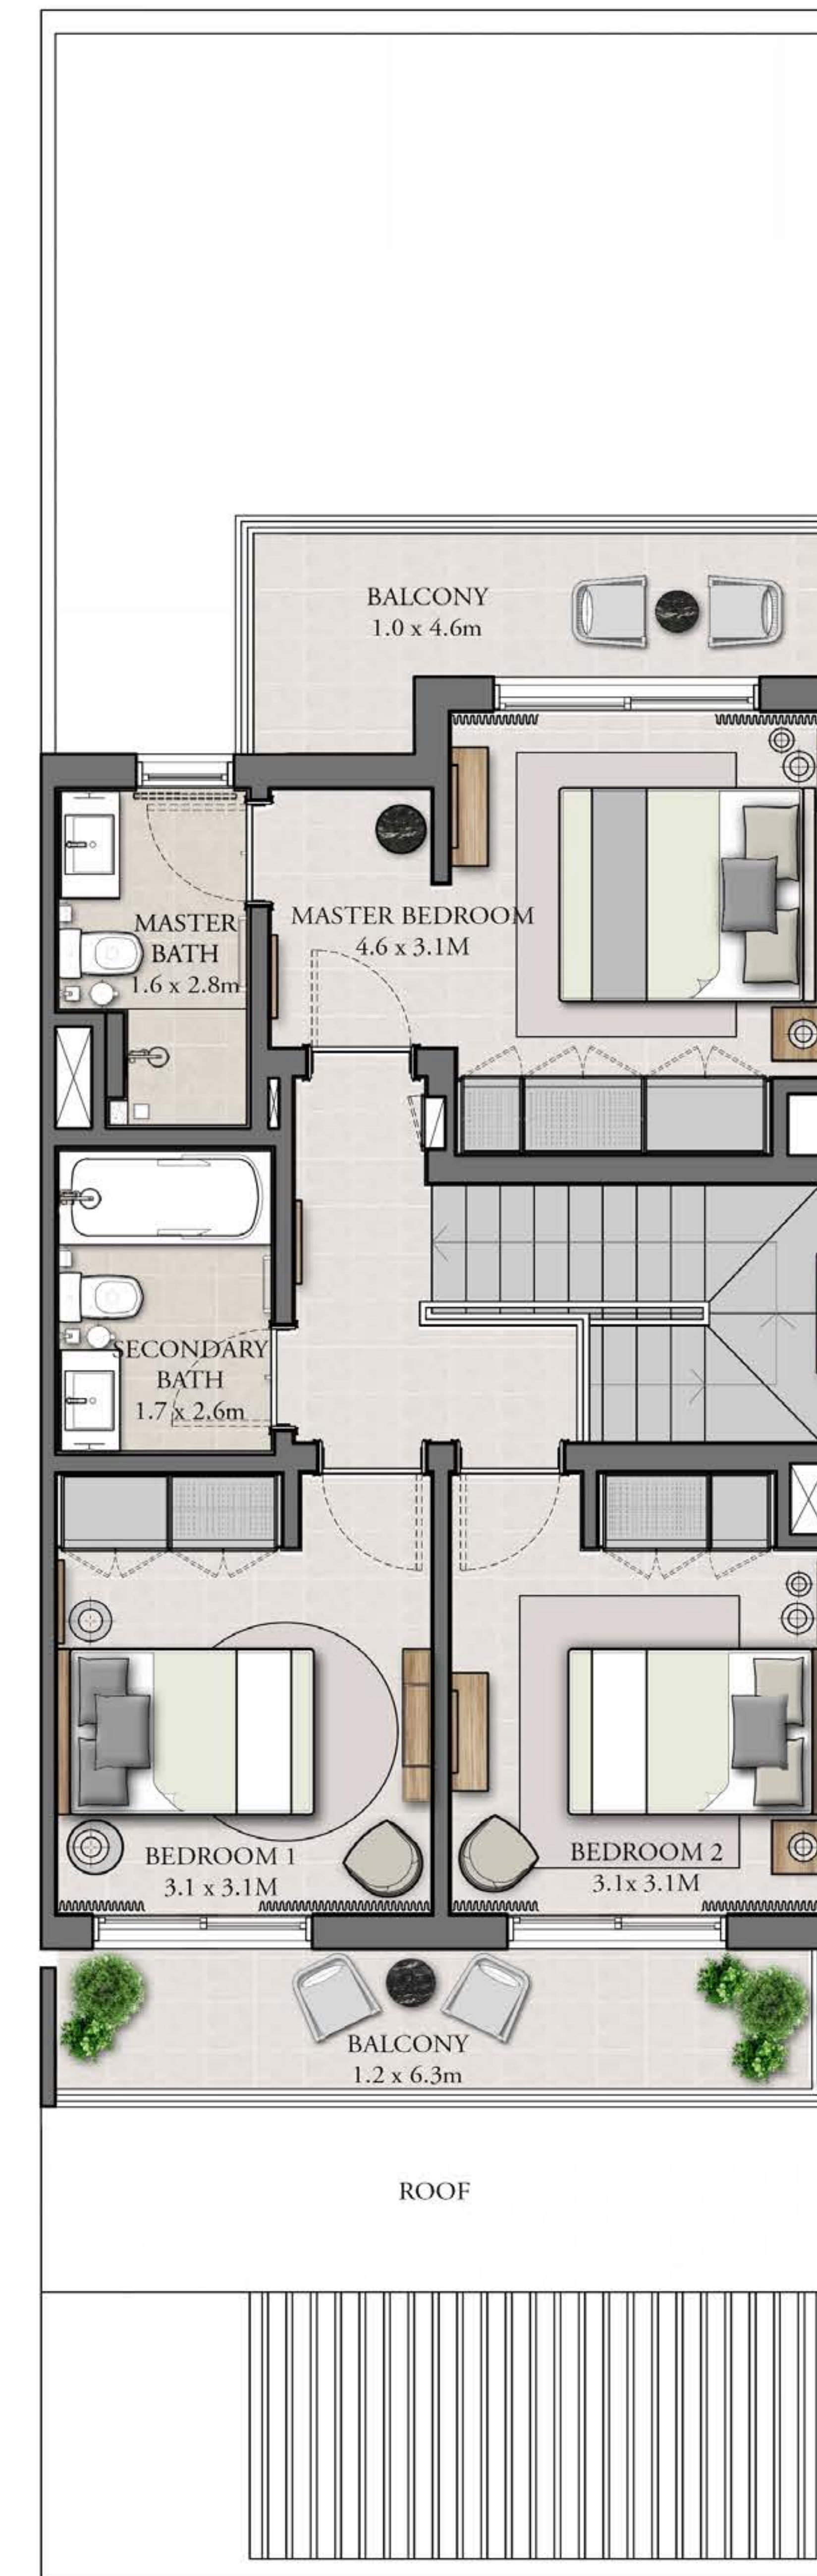 BALCONY
1.0 x 4.6m
MASTER
BATH
1.6 x 2.8m
MASTER BEDROOM
4.6 x 3.1M
SECONDARY
BATH
1.7 x 2.6m
BEDROOM 1
3.1 x 3.1M
BEDROOM 2
3.1x 3.1M
BALCONY
1.2 x 6.3m
ROOF